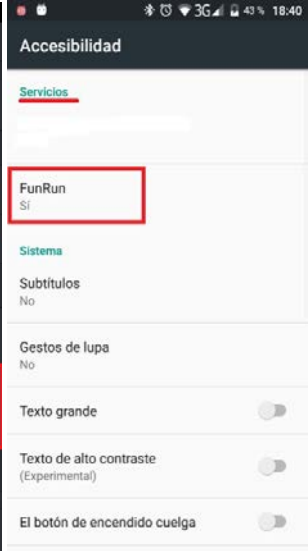 3G 43 % 18:40
Accesibilidad
Servicios
FunRun
Sí
Sistema
Subtítulos
No
Gestos de lupa
No
Texto grande
Texto de alto contraste
(Experimental)
El botón de encendido cuelga